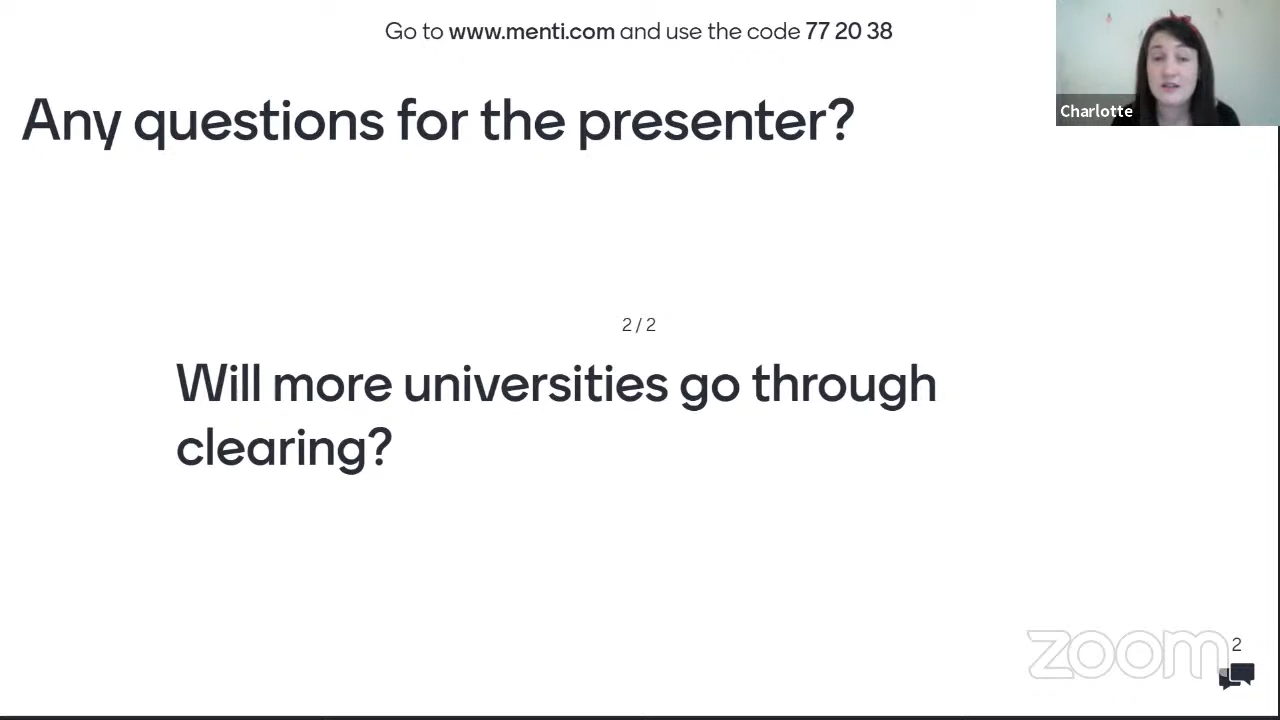 Go to www.menti.com and use the code 77 20 38
Charlotte
Any questions for the presenter?
2 / 2
Will more universities go through
clearing?
zoom
2